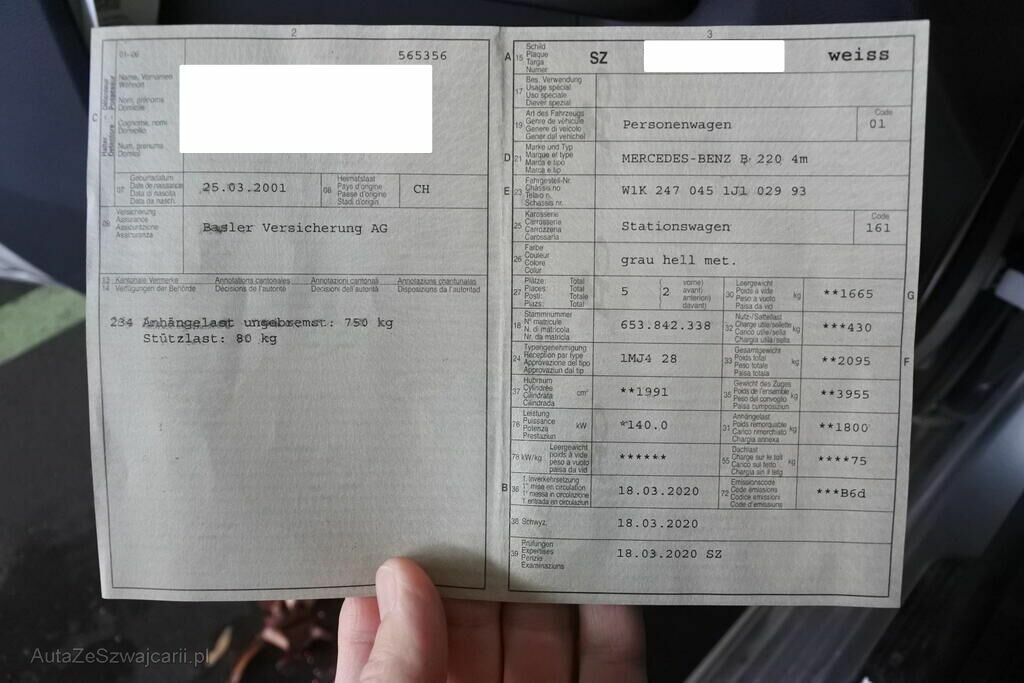 2
01-06
565356
C
Halter Détenteur
Detentore Possessur
Name, Vornamen
Wohnort
Nom, prénoms
Domicile
Cognome, nomi
Domicilio
Num, prenums
Domicil
07 Geburtsdatum
Date de naissance
Data di nascita
Data da nasch.
25.03.2001
08 Heimatstaat
Pays d'origine
Paese d'origine
Stadi d'origin
CH
09 Versicherung
Assurance
Assicurazione
Assicuranza
Basler Versicherung AG
13 Kantonale Vermerke Annotations cantonales Annotazioni cantonali Annotaziuns chantunalas
14 Verfügungen der Behörde Décisions de l'autorité Decisioni dell'autorità Disposiziuns da l'autoritad
234 Anhängelast ungebremst: 750 kg
Stützlast: 80 kg
3
A 15 Schild
Plaque
Targa
Numer
SZ
weiss
17 Bes. Verwendung
Usage spécial
Uso speciale
Diever spezial
19 Art des Fahrzeugs
Genre de véhicule
Genere di veicolo
Gener dal vehichel
Personenwagen
Code
01
D 21 Marke und Typ
Marque et type
Marca e tipo
Marca e tip
MERCEDES-BENZ B 220 4m
E 23 Fahrgestell-Nr.
Châssis no
Telaio n.
Schassis nr.
W1K 247 045 1J1 029 93
25 Karosserie
Carrosserie
Carrozzeria
Carossaria
Stationswagen
Code
161
26 Farbe
Couleur
Colore
Colur
grau hell met.
27 Plätze: Total
Places: Total
Posti: Totale
Plazs: Total
5
2
vorne)
avant)
anteriori)
davant)
30 Leergewicht
Poids à vide
Peso a vuoto
Paisa da vid
kg
**1665
G
18 Stammnummer
N° matricule
N. di matricola
Nr. da matricla
653.842.338
32 Nutz-/Sattellast
Charge utile/sellette
Carico utile/sella
Chargia utila/sella
kg
***430
24 Typengenehmigung
Réception par type
Approvazione del tipo
Approvaziun dal tip
1MJ4 28
33 Gesamtgewicht
Poids total
Peso totale
Paisa totala
kg
**2095
F
37 Hubraum
Cylindrée
Cilindrata
Cilindrada
cm³
**1991
35 Gewicht des Zuges
Poids de l'ensemble
Peso del convoglio
Paisa cumposiziun
kg
**3955
76 Leistung
Puissance
Potenza
Prestaziun
kW
*140.0
31 Anhängelast
Poids remorquable
Carico rimorchiato
Chargia annexa
kg
**1800
78 kW/kg
Leergewicht
poids à vide
peso a vuoto
paisa da vid
******
55 Dachlast
Charge sur le toit
Carico sul tetto
Chargia sin il tetg
kg
****75
B 36 1. Inverkehrsetzung
1re mise en circulation
1a messa in circolazione
1. entrada en circulaziun
18.03.2020
72 Emissionscode
Code émissions
Codice emissioni
Code d'emissiuns
***B6d
38 Schwyz,
18.03.2020
39 Prüfungen
Expertises
Perizie
Examinaziuns
18.03.2020 SZ
AutaZeSzwajcarii.pl